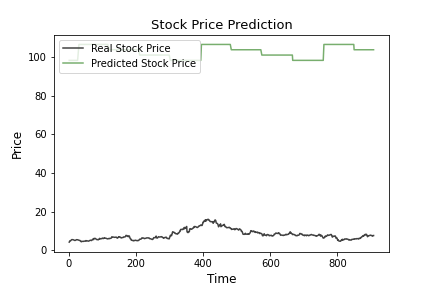 Stock Price Prediction
Real Stock Price
Predicted Stock Price
100
80
60
40
20
0
Price
0 200 400 600 800
Time